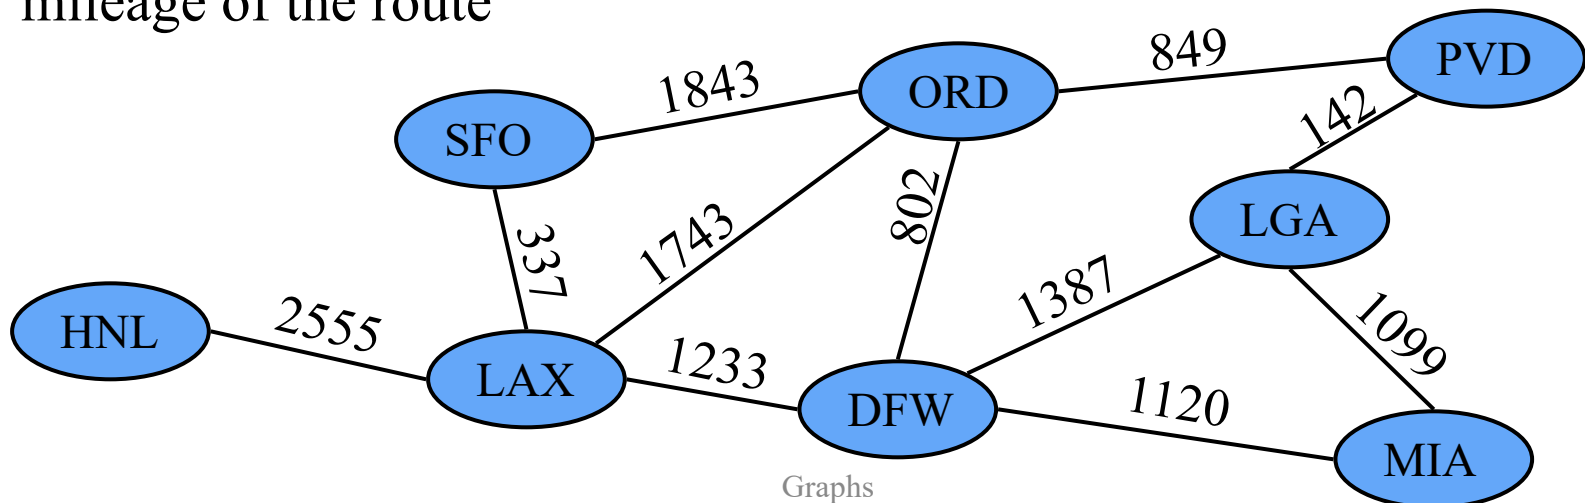 mileage of the route
PVD
849
ORD
1843
SFO
142
802
LGA
1743
337
1387
HNL
2555
1099
LAX
1233
DFW
1120
MIA
Graphs